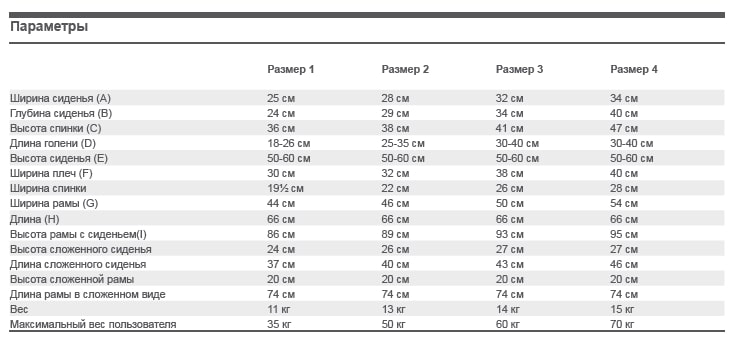 Параметры
Размер 1 Размер 2 Размер 3 Размер 4
Ширина сиденья (A) 25 см 28 см 32 см 34 см
Глубина сиденья (B) 24 см 29 см 34 см 40 см
Высота спинки (C) 36 см 38 см 41 см 47 см
Длина голени (D) 18-26 см 25-35 см 30-40 см 30-40 см
Высота сиденья (E) 50-60 см 50-60 см 50-60 см 50-60 см
Ширина плеч (F) 30 см 32 см 38 см 40 см
Ширина спинки 19½ см 22 см 26 см 28 см
Ширина рамы (G) 44 см 46 см 50 см 54 см
Длина (H) 66 см 66 см 66 см 66 см
Высота рамы с сиденьем(I) 86 см 89 см 93 см 95 см
Высота сложенного сиденья 24 см 26 см 27 см 27 см
Длина сложенного сиденья 37 см 40 см 43 см 46 см
Высота сложенной рамы 20 см 20 см 20 см 20 см
Длина рамы в сложенном виде 74 см 74 см 74 см 74 см
Вес 11 кг 13 кг 14 кг 15 кг
Максимальный вес пользователя 35 кг 50 кг 60 кг 70 кг